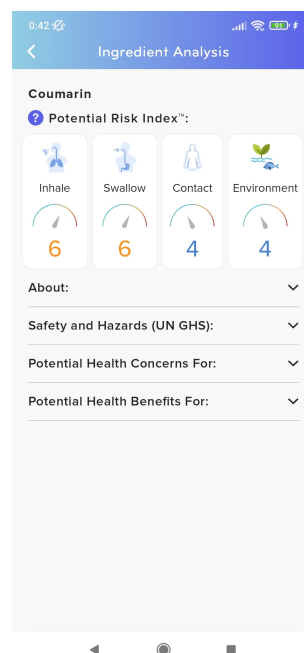 0:42
91
Ingredient Analysis
Coumarin
? Potential Risk Index™:
Inhale Swallow Contact Environment
6 6 4 4
About:
Safety and Hazards (UN GHS):
Potential Health Concerns For:
Potential Health Benefits For: